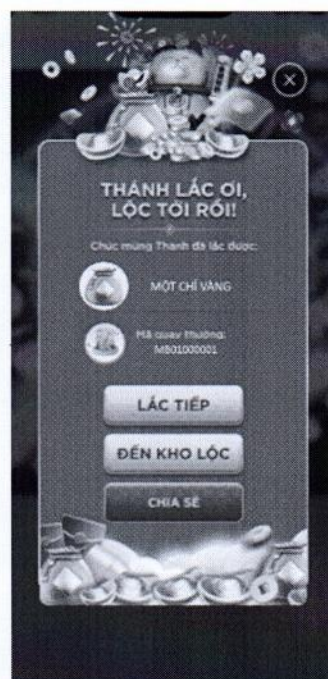 THÁNH LẮC ƠI,
LỘC TỚI RỒI!
Chúc mừng Thanh đã lắc được:
MỘT CHỈ VÀNG
Mã quay thưởng:
MB01000001
LẮC TIẾP
ĐẾN KHO LỘC
CHIA SẺ